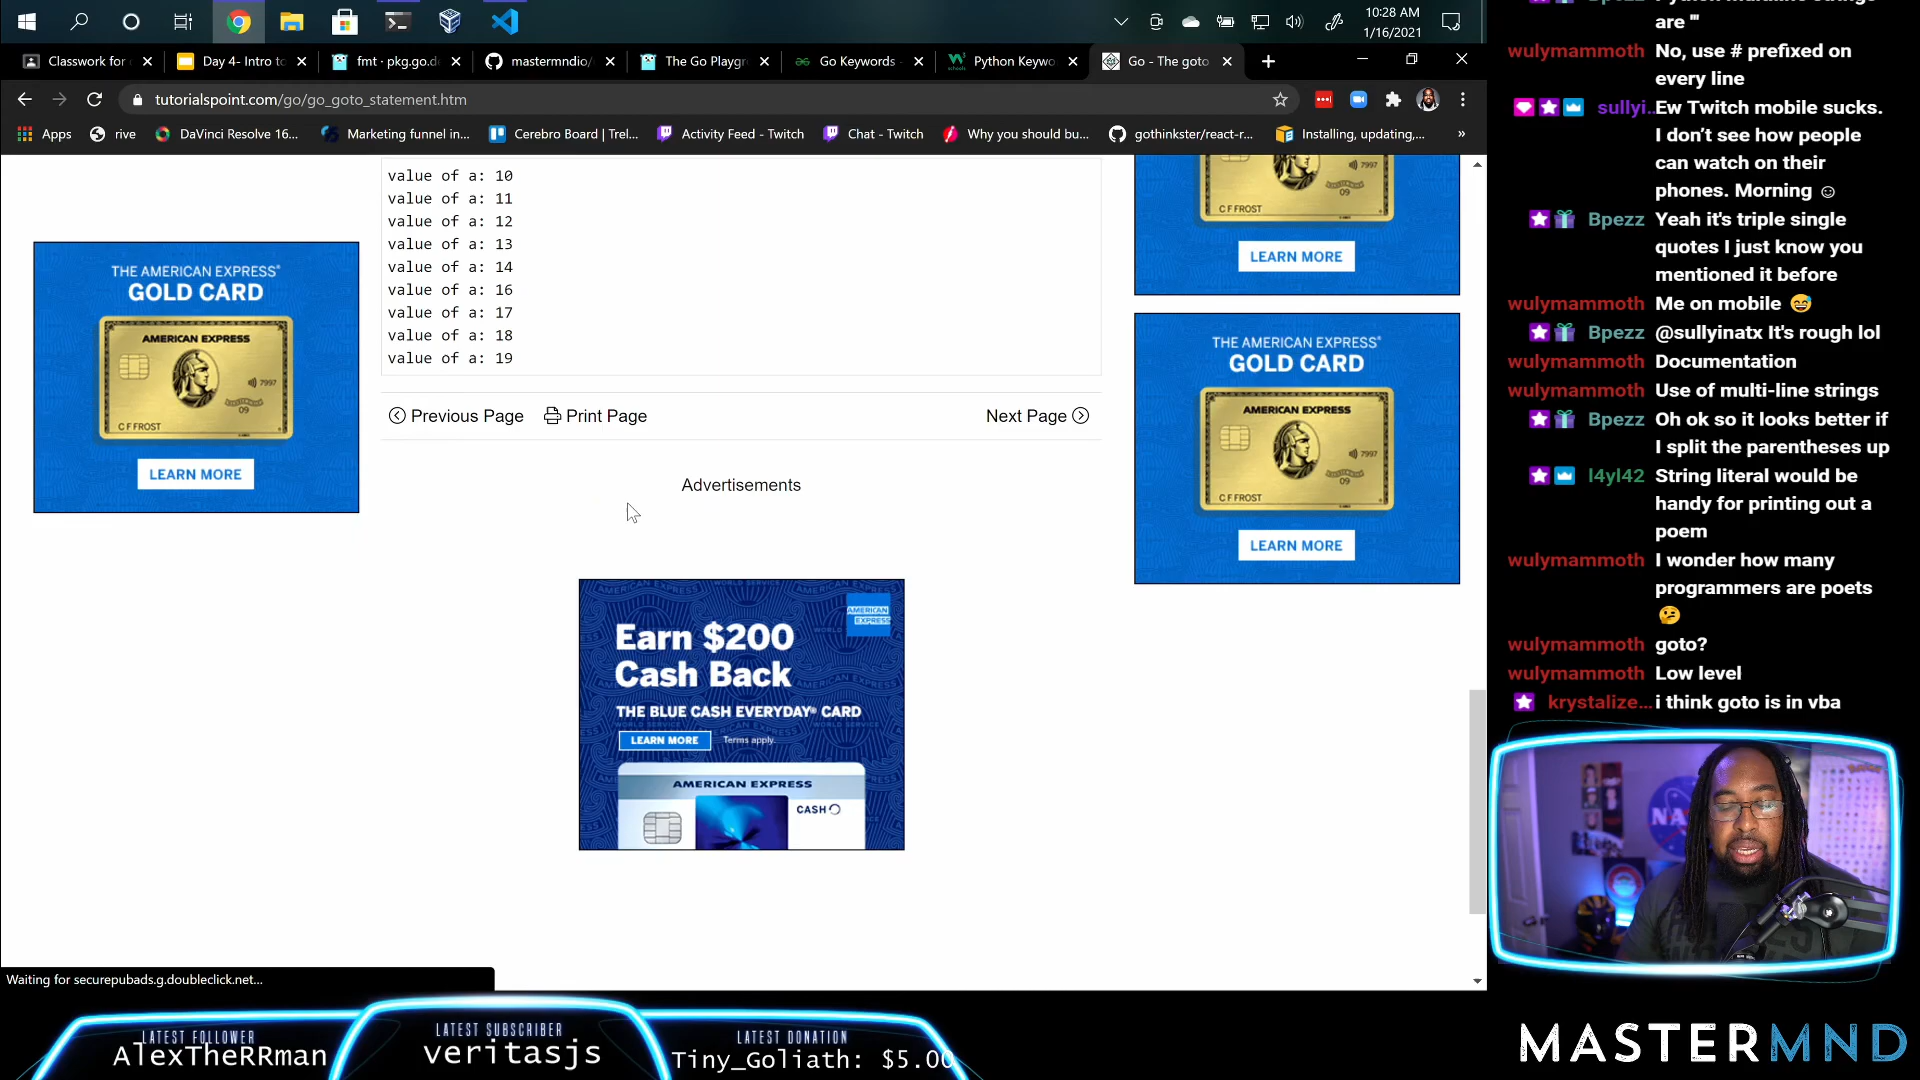 10:28 AM
1/16/2021
Classwork for
Day 4- Intro to
fmt · pkg.go.d
mastermndio/
The Go Playgr
Go Keywords -
Python Keywo
Go - The goto
tutorialspoint.com/go/go_goto_statement.htm
Apps
rive
DaVinci Resolve 16...
Marketing funnel in...
Cerebro Board | Trel...
Activity Feed - Twitch
Chat - Twitch
Why you should bu...
gothinkster/react-r...
Installing, updating,...
»
value of a: 10
value of a: 11
value of a: 12
value of a: 13
value of a: 14
value of a: 16
value of a: 17
value of a: 18
value of a: 19
Previous Page
Print Page
Next Page
Advertisements
THE AMERICAN EXPRESS®
GOLD CARD
AMERICAN EXPRESS
7997
09
C F FROST
LEARN MORE
Earn $200
Cash Back
THE BLUE CASH EVERYDAY® CARD
LEARN MORE
Terms apply.
AMERICAN EXPRESS
AMERICAN EXPRESS
CASH
09
C F FROST
LEARN MORE
THE AMERICAN EXPRESS®
GOLD CARD
AMERICAN EXPRESS
7997
09
C F FROST
LEARN MORE
Waiting for securepubads.g.doubleclick.net...
are '''
wulymammoth No, use # prefixed on
every line
sullyi... Ew Twitch mobile sucks.
I don't see how people
can watch on their
phones. Morning ☺
Bpezz Yeah it's triple single
quotes I just know you
mentioned it before
wulymammoth Me on mobile 😅
Bpezz @sullyinatx It's rough lol
wulymammoth Documentation
wulymammoth Use of multi-line strings
Bpezz Oh ok so it looks better if
I split the parentheses up
l4yl42 String literal would be
handy for printing out a
poem
wulymammoth I wonder how many
programmers are poets
🤔
wulymammoth goto?
wulymammoth Low level
krystalize... i think goto is in vba
NASA
LATEST FOLLOWER
AlexTheRRman
LATEST SUBSCRIBER
veritasjs
LATEST DONATION
Tiny_Goliath: $5.00
MASTERMND